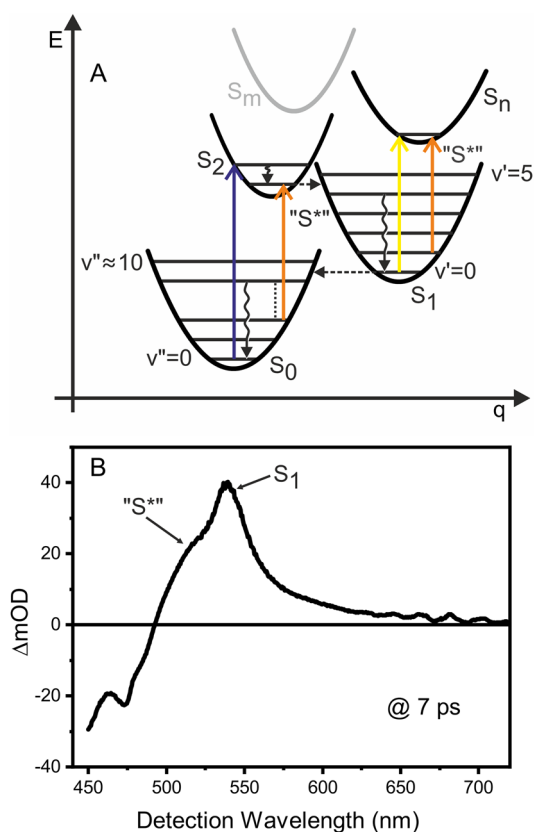 E
A
Sm
Sn
S2
"S*"
"S*"
v'=5
v"≈10
v'=0
S1
v"=0
S0
q
B
S1
"S*"
40
20
0
-20
-40
ΔmOD
@ 7 ps
450 500 550 600 650 700
Detection Wavelength (nm)